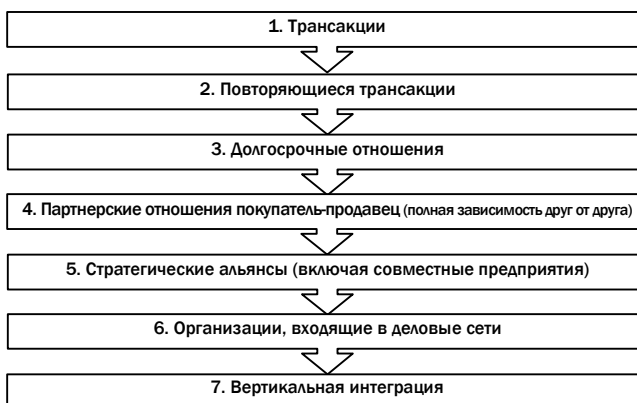 1. Трансакции
2. Повторяющиеся трансакции
3. Долгосрочные отношения
4. Партнерские отношения покупатель-продавец (полная зависимость друг от друга)
5. Стратегические альянсы (включая совместные предприятия)
6. Организации, входящие в деловые сети
7. Вертикальная интеграция